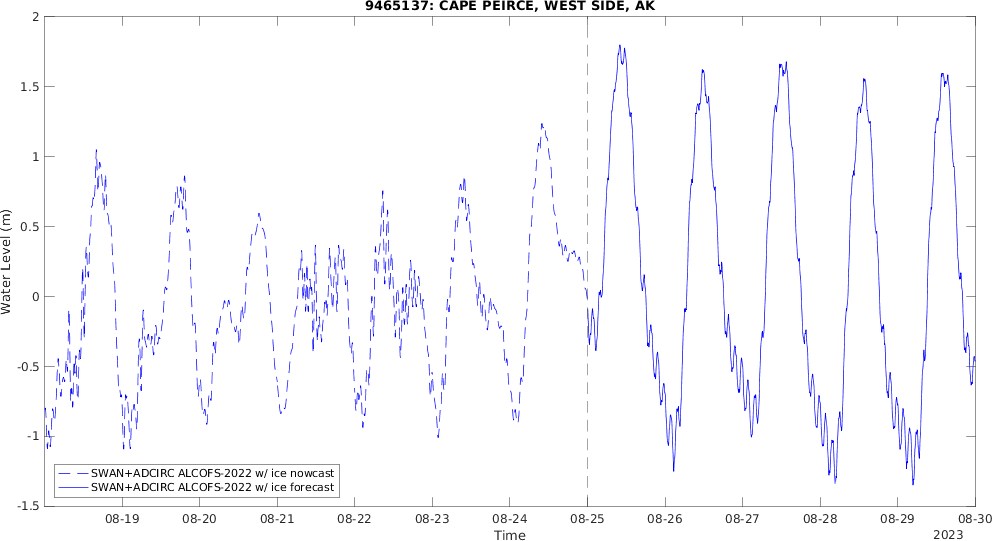 9465137: CAPE PEIRCE, WEST SIDE, AK
2
1.5
1
0.5
0
-0.5
-1
-1.5
Water Level (m)
SWAN+ADCIRC ALCOFS-2022 w/ ice nowcast
SWAN+ADCIRC ALCOFS-2022 w/ ice forecast
08-19 08-20 08-21 08-22 08-23 08-24 08-25 08-26 08-27 08-28 08-29 08-30
Time
2023